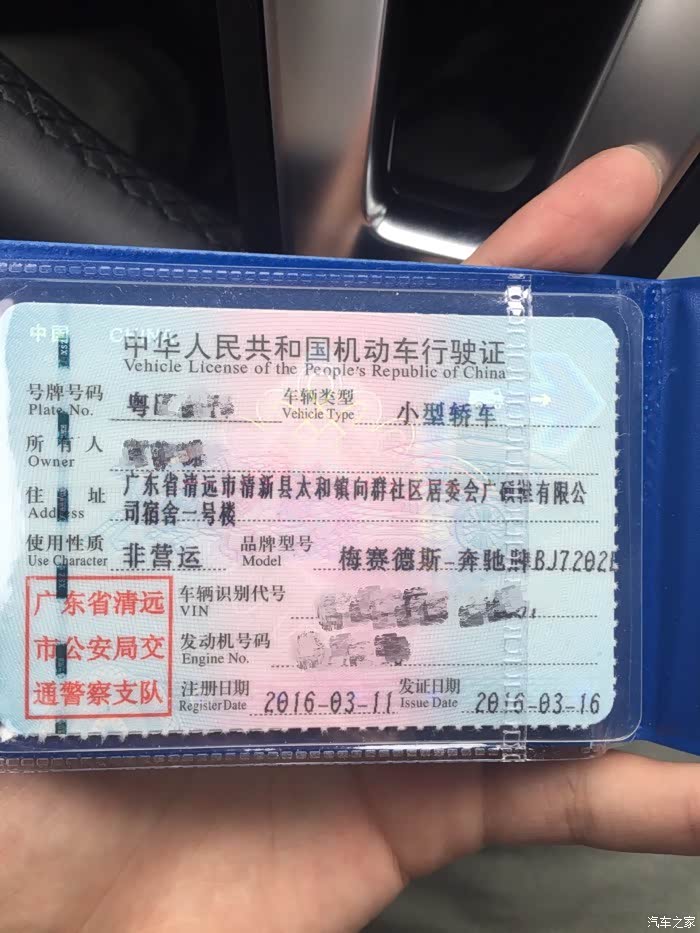 中国 CHINA
中华人民共和国机动车行驶证
Vehicle License of the People's Republic of China
号牌号码 粤 车辆类型 小型轿车
Plate No. Vehicle Type
所有人
Owner
住址 广东省清远市清新县太和镇向群社区居委会广硕鞋有限公
Address 司宿舍一号楼
使用性质 非营运 品牌型号 梅赛德斯-奔驰牌BJ7202
Use Character Model
广东省清远
市公安局交
通警察支队
车辆识别代号
VIN
发动机号码
Engine No.
注册日期 2016-03-11 发证日期 2016-03-16
Register Date Issue Date
汽车之家